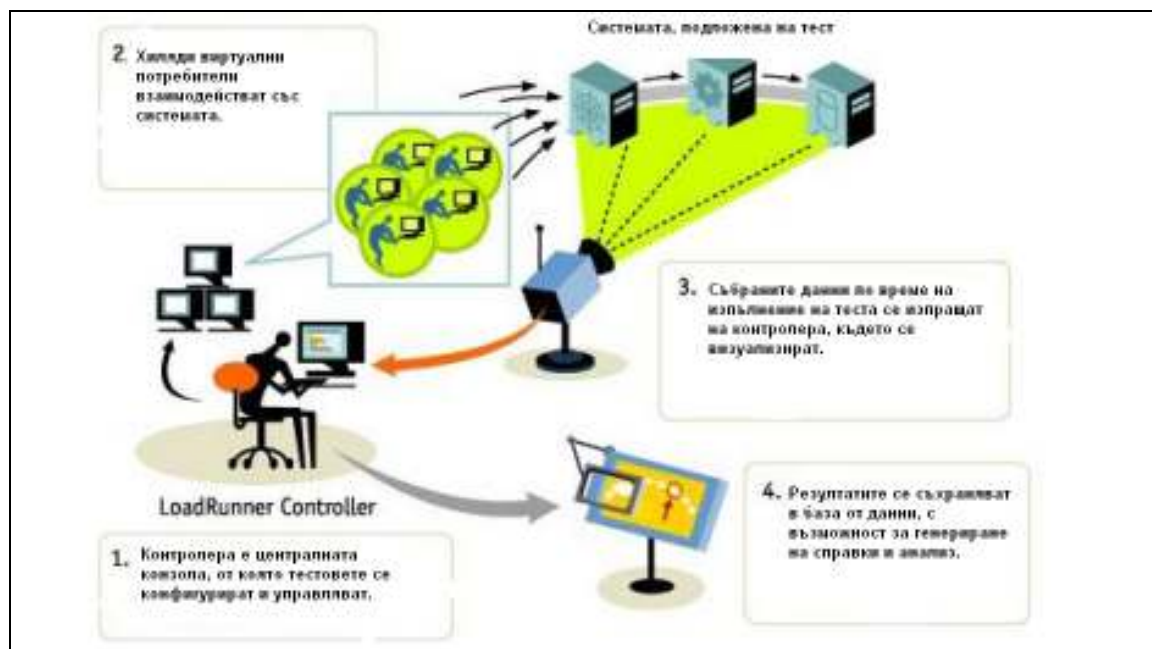 Системата, подложена на тест
2. Хиляди виртуални
потребители
взаимодействат със
системата.
3. Събраните данни по време на
изпълнение на теста се изпращат
на контролера, където се
визуализират.
LoadRunner Controller
1. Контролера е централната
конзола, от която тестовете се
конфигурират и управляват.
4. Резултатите се съхраняват
в база от данни, с
възможност за генериране
на справки и анализ.